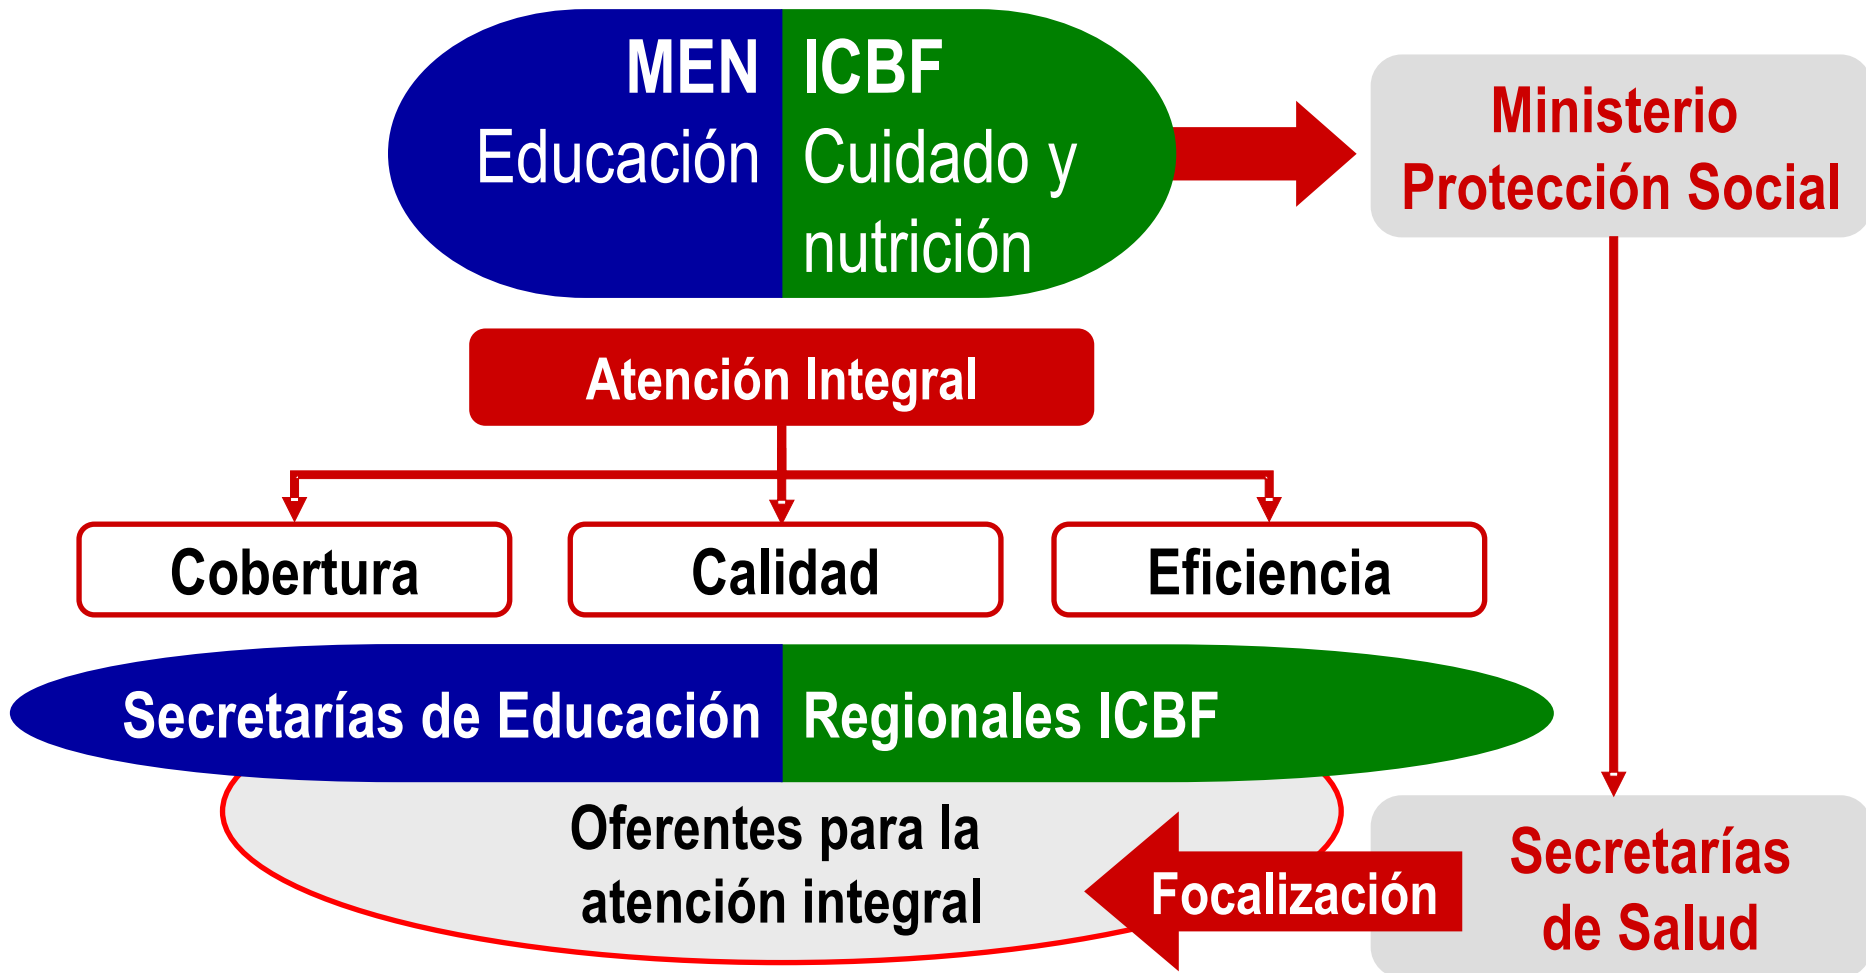 MEN
Educación
ICBF
Cuidado y
nutrición
Ministerio
Protección Social
Atención Integral
Cobertura
Calidad
Eficiencia
Secretarías de Educación
Regionales ICBF
Oferentes para la
atención integral
Focalización
Secretarías
de Salud